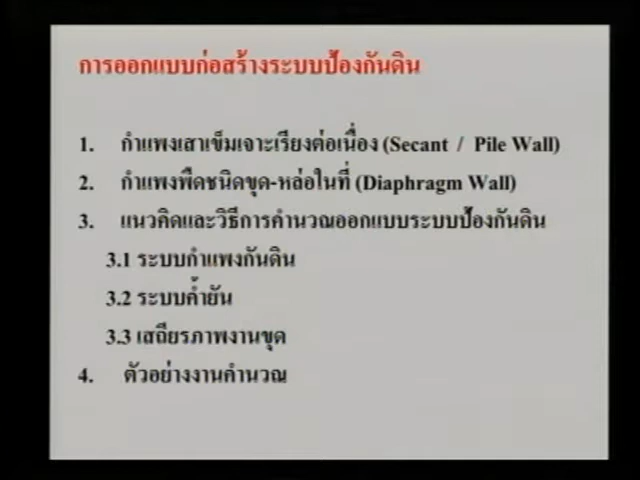 การออกแบบก่อสร้างระบบป้องกันดิน
1. กำแพงเสาเข็มเจาะเรียงต่อเนื่อง (Secant / Pile Wall)
2. กำแพงพืดชนิดขุด-หล่อในที่ (Diaphragm Wall)
3. แนวคิดและวิธีการคำนวณออกแบบระบบป้องกันดิน
3.1 ระบบกำแพงกันดิน
3.2 ระบบค้ำยัน
3.3 เสถียรภาพงานขุด
4. ตัวอย่างงานคำนวณ